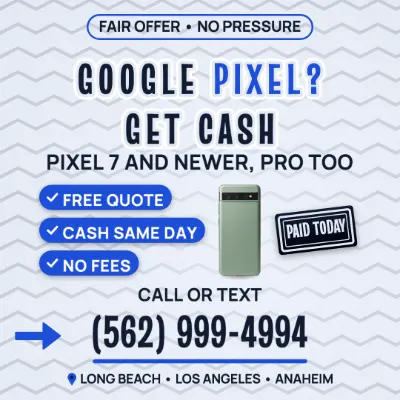 FAIR OFFER • NO PRESSURE
GOOGLE PIXEL?
GET CASH
PIXEL 7 AND NEWER, PRO TOO
FREE QUOTE
CASH SAME DAY
NO FEES
PAID TODAY
CALL OR TEXT
(562) 999-4994
LONG BEACH • LOS ANGELES • ANAHEIM